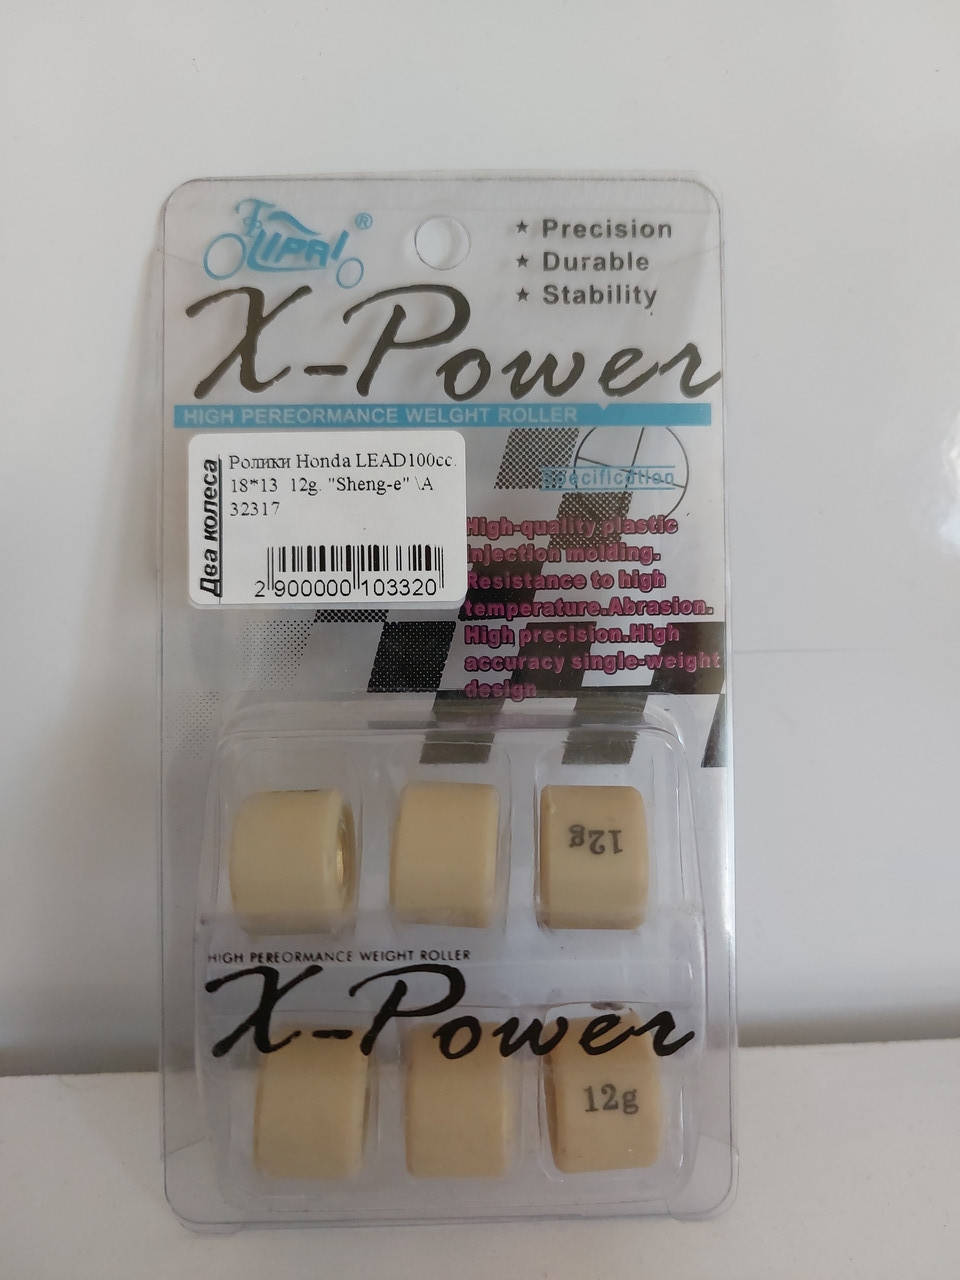 LIPAI ®
★ Precision
★ Durable
★ Stability
X-Power
HIGH PEREORMANCE WELGHT ROLLER
Два колеса
Ролики Honda LEAD100cc.
18*13 12g. "Sheng-e" \A
32317
2 900000 103320
Specification
High-quality plastic
injection molding.
Resistance to high
temperature.Abrasion.
High precision.High
accuracy single-weight
design
12g
HIGH PEREORMANCE WEIGHT ROLLER
X-Power
12g